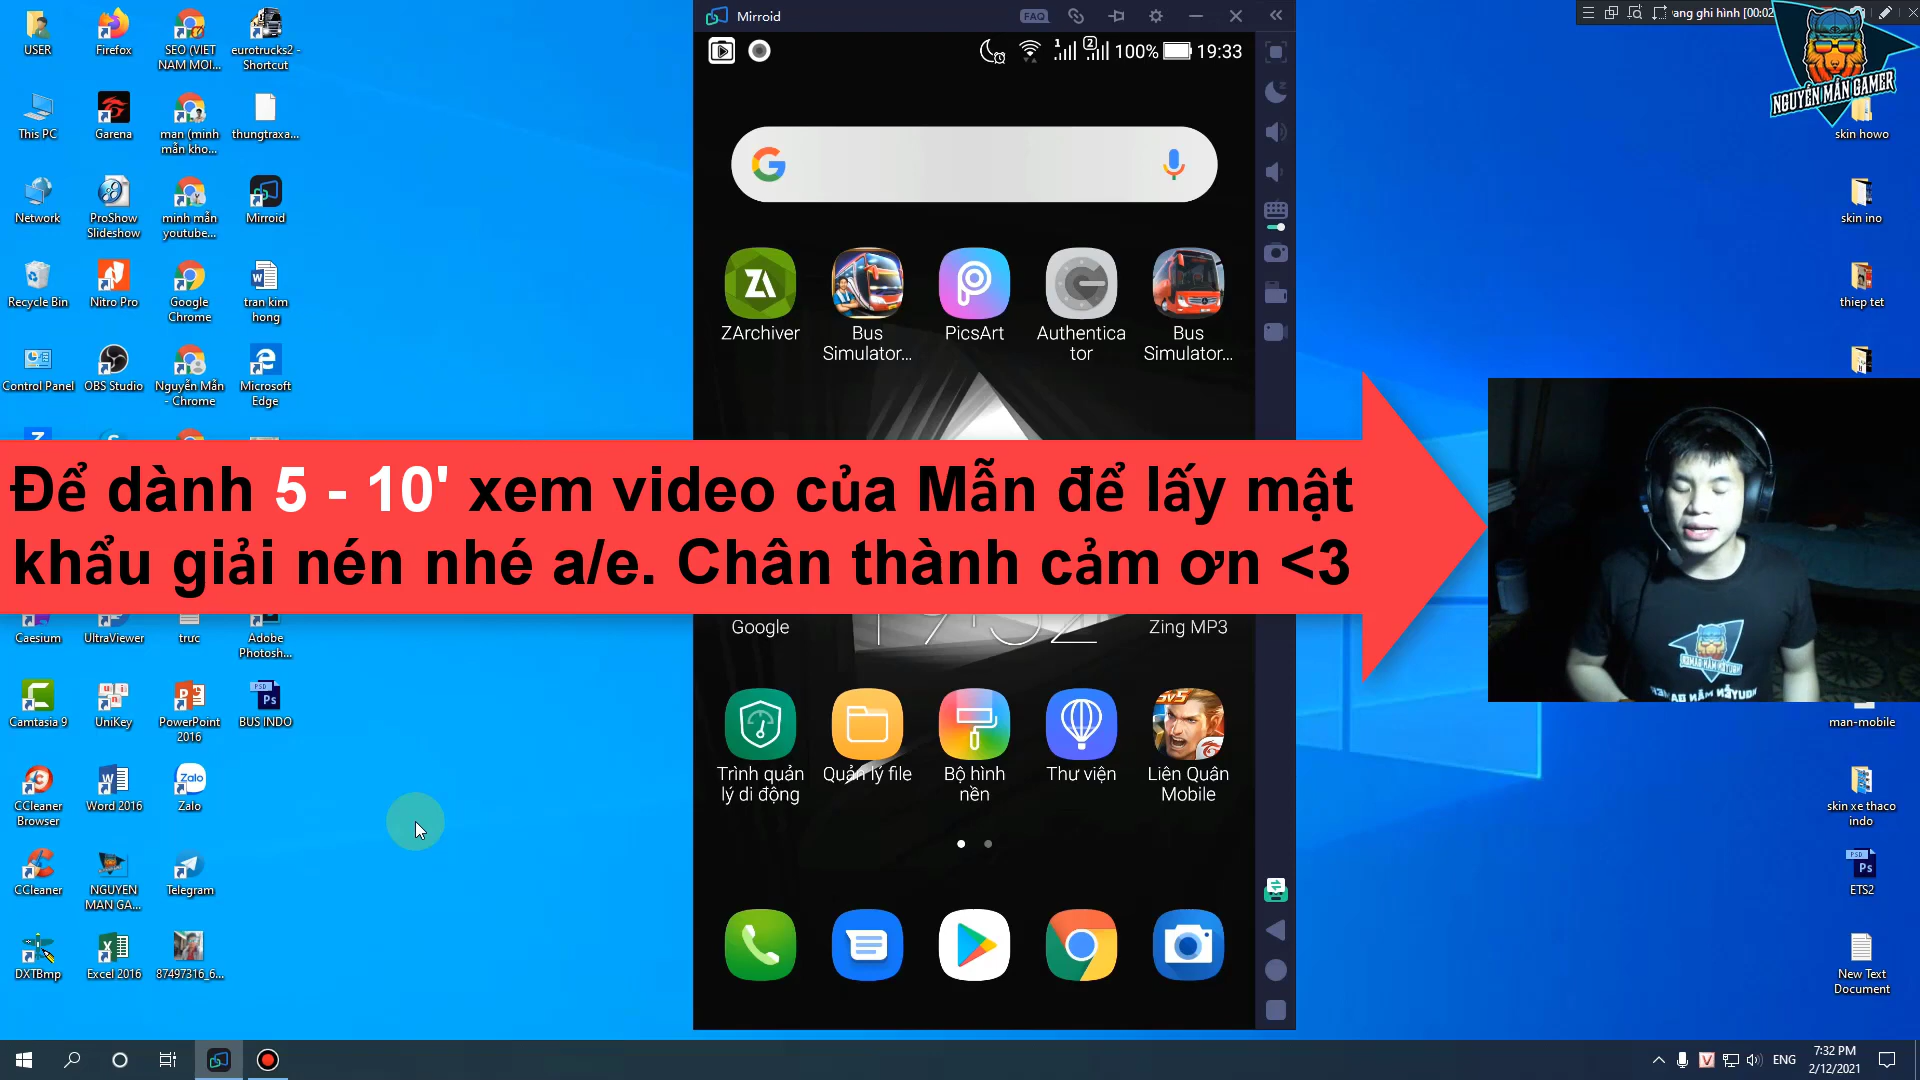 Mirroid
FAQ
ang ghi hình [00:02
NGUYỄN MẪN GAMER
100% 19:33
USER
Firefox
SEO (VIET NAM MOI...
eurotrucks2 - Shortcut
This PC
Garena
man (minh mẫn kho...
thungtraxa...
Network
ProShow Slideshow
minh mẫn youtube...
Mirroid
Recycle Bin
Nitro Pro
Google Chrome
tran kim hong
Control Panel
OBS Studio
Nguyễn Mẫn - Chrome
Microsoft Edge
ZArchiver
Bus Simulator...
PicsArt
Authenticator
Bus Simulator...
skin howo
skin ino
thiep tet
Để dành 5 - 10' xem video của Mẫn để lấy mật
khẩu giải nén nhé a/e. Chân thành cảm ơn <3
Caesium
UltraViewer
trưc
Adobe Photosh...
Google
Zing MP3
Camtasia 9
UniKey
PowerPoint 2016
BUS INDO
Trình quản lý di động
Quản lý file
Bộ hình nền
Thư viện
Liên Quân Mobile
man-mobile
CCleaner Browser
Word 2016
Zalo
skin xe thaco indo
CCleaner
NGUYEN MAN GA...
Telegram
ETS2
DXTBmp
Excel 2016
87497316_6...
New Text Document
ENG
7:32 PM
2/12/2021